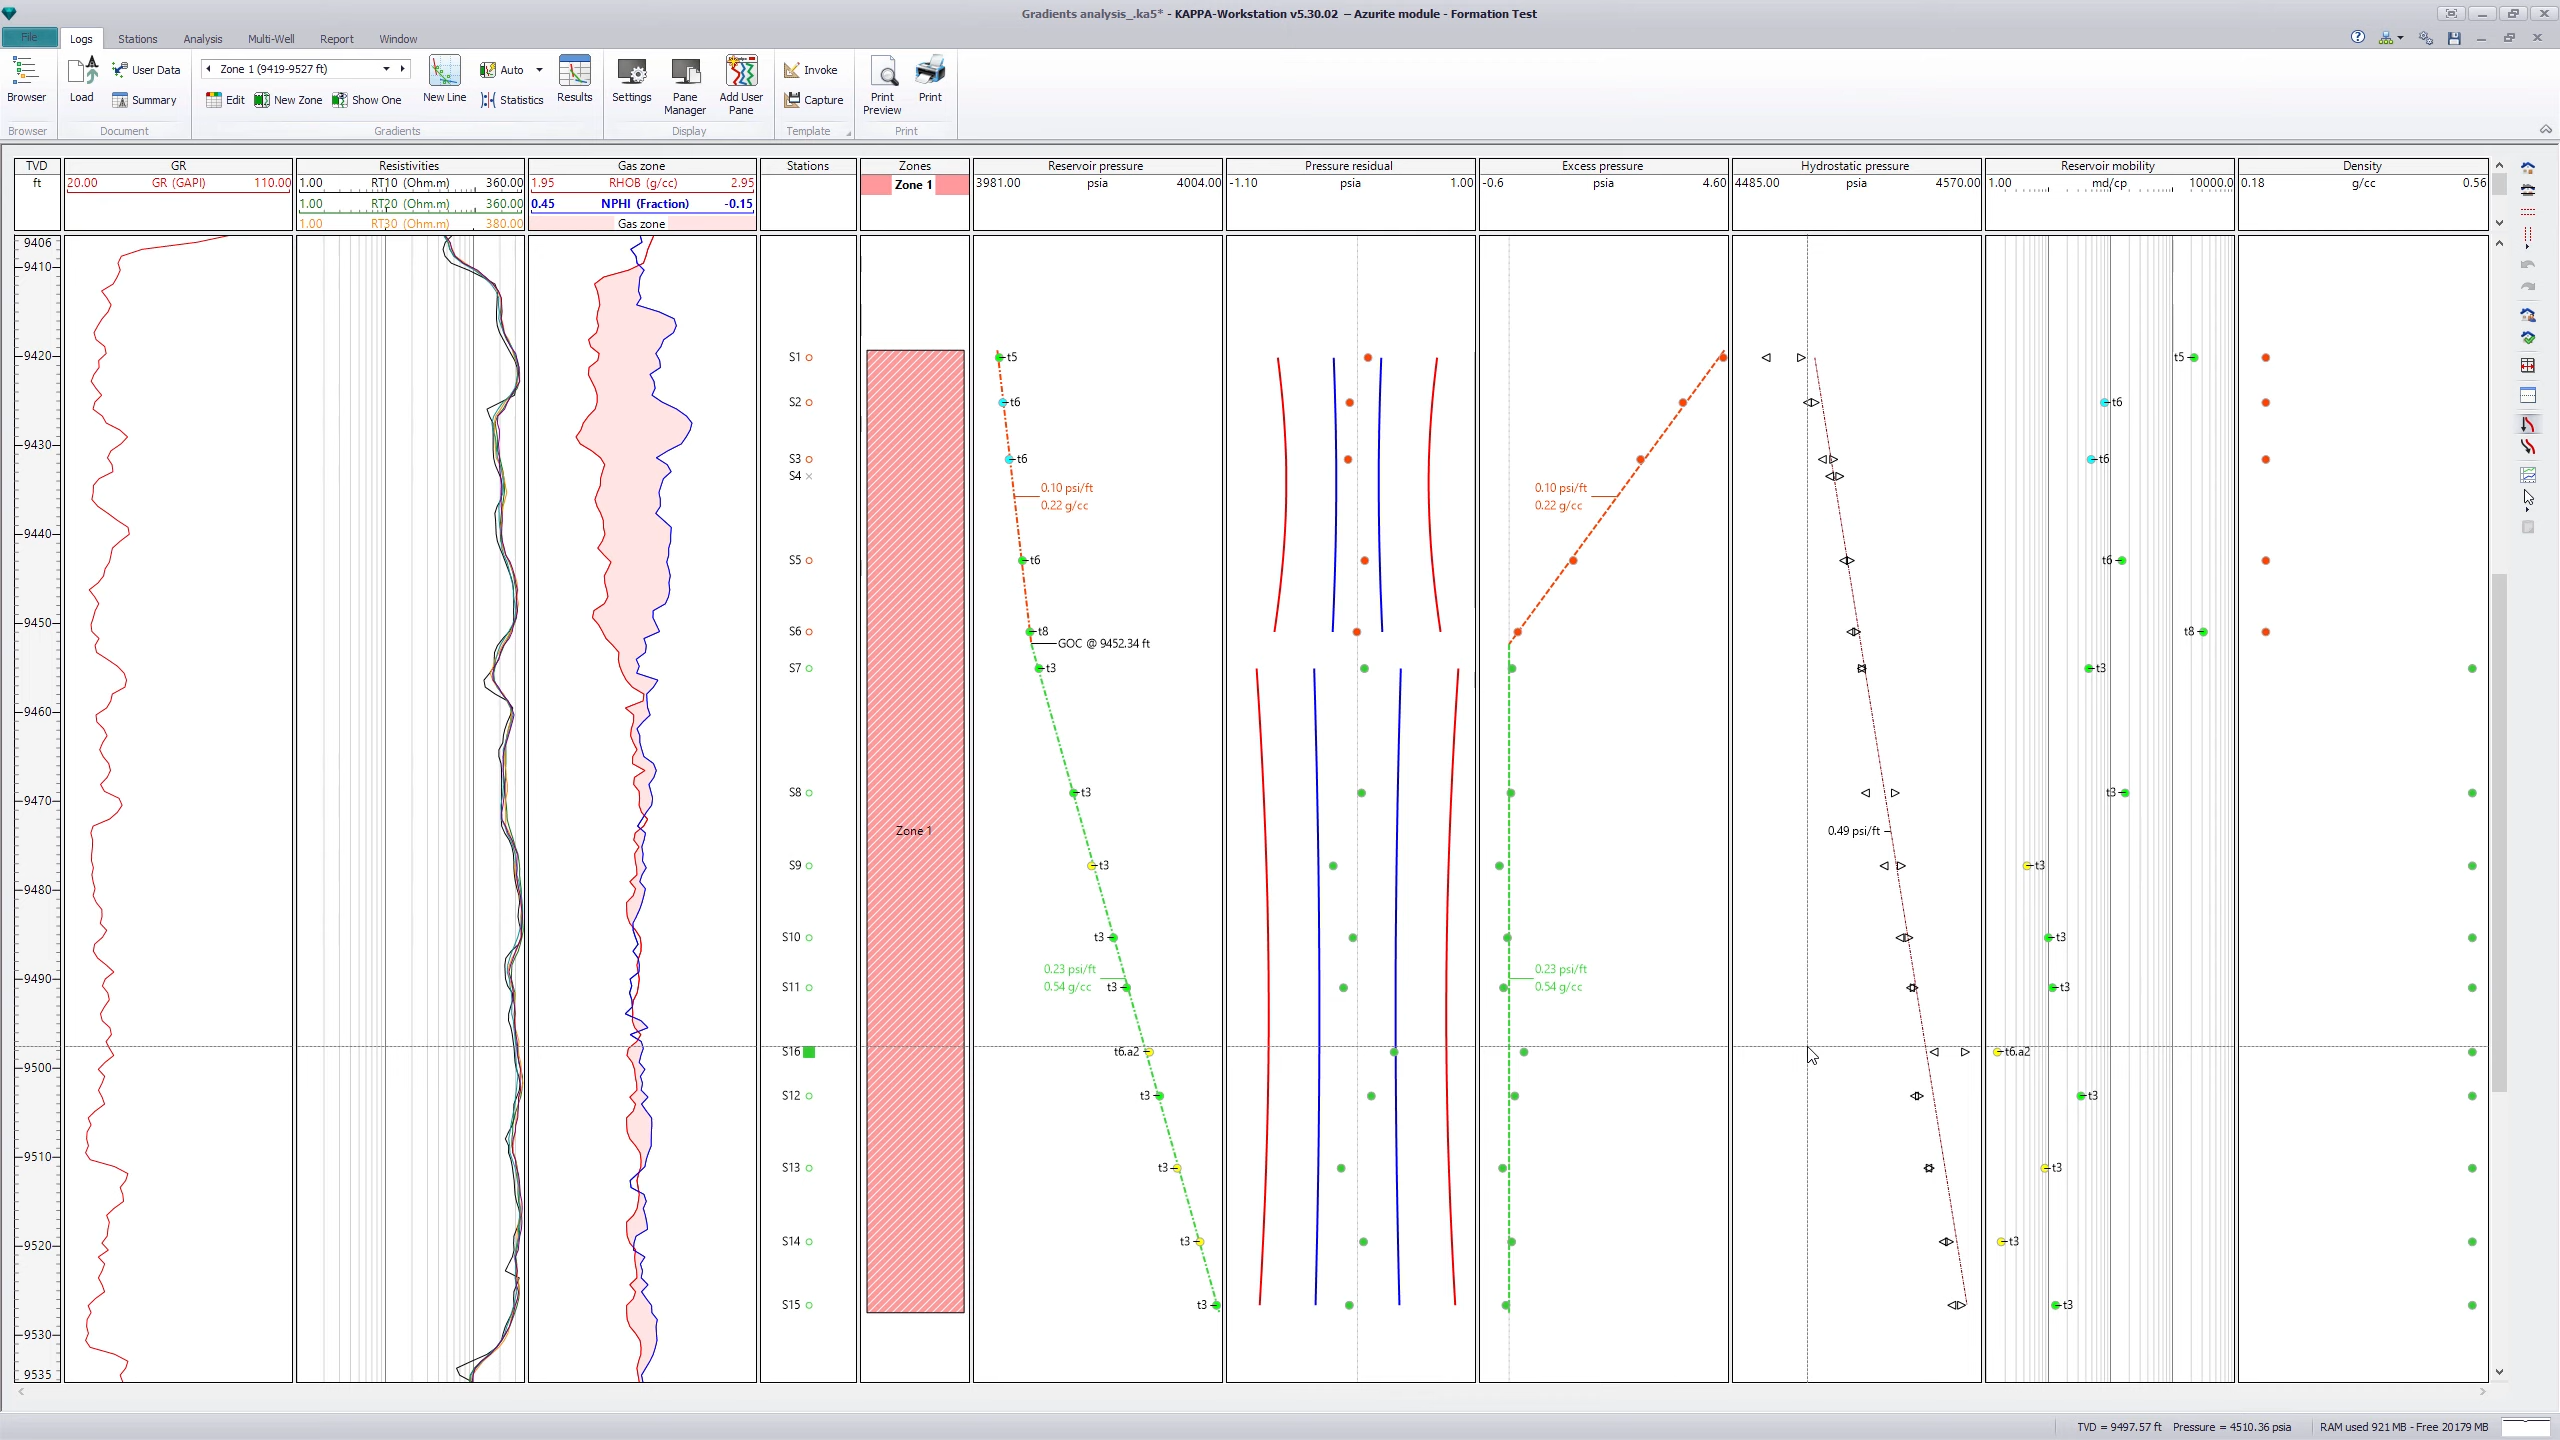 Gradients analysis_.ka5* - KAPPA-Workstation v5.30.02 -- Azurite module - Formation Test
File Logs Stations Analysis Multi-Well Report Window
Browser
Load
User Data
Summary
Zone 1 (9419-9527 ft)
Edit New Zone Show One
New Line
Auto
Statistics
Results
Settings
Pane Manager
Add User Pane
Invoke
Capture
Print Preview
Print
Browser Document Gradients Display Template Print
TVD GR Resistivities Gas zone Stations Zones Reservoir pressure Pressure residual Excess pressure Hydrostatic pressure Reservoir mobility Density
ft 20.00 GR (GAPI) 110.00 1.00 RT10 (Ohm.m) 360.00 1.95 RHOB (g/cc) 2.95 Zone 1 3981.00 psia 4004.00 -1.10 psia 1.00 -0.6 psia 4.60 4485.00 psia 4570.00 1.00 md/cp 10000.0 0.18 g/cc 0.56
1.00 RT20 (Ohm.m) 360.00 0.45 NPHI (Fraction) -0.15
1.00 RT30 (Ohm.m) 380.00 Gas zone
9406
9410
9420 S1 t5 t5
S2 t6 t6
9430
S3 t6 t6
S4
0.10 psi/ft 0.10 psi/ft
0.22 g/cc 0.22 g/cc
9440
S5 t6 t6
9450
S6 t8 t8
GOC @ 9452.34 ft
S7 t3 t3
9460
S8 t3 t3
9470
Zone 1 0.49 psi/ft
S9 t3 t3
9480
S10 t3 t3
0.23 psi/ft 0.23 psi/ft
9490
0.54 g/cc 0.54 g/cc
S11 t3 t3
S16 t6.a2 t6.a2
9500
S12 t3 t3
9510
S13 t3 t3
S14 t3 t3
9520
S15 t3 t3
9530
9535
TVD = 9497.57 ft Pressure = 4510.36 psia RAM used 921 MB - Free 20179 MB